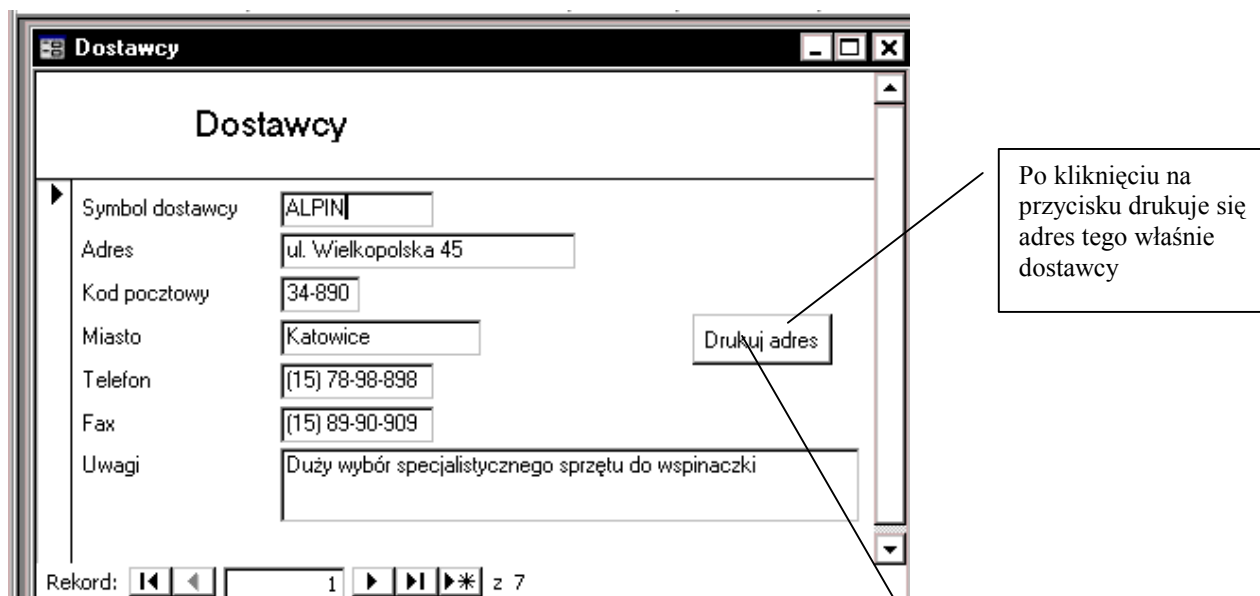 Dostawcy
Dostawcy
Symbol dostawcy ALPIN
Adres ul. Wielkopolska 45
Kod pocztowy 34-890
Miasto Katowice
Telefon (15) 78-98-898
Fax (15) 89-90-909
Uwagi Duży wybór specjalistycznego sprzętu do wspinaczki
Drukuj adres
Rekord: 1 z 7
Po kliknięciu na
przycisku drukuje się
adres tego właśnie
dostawcy